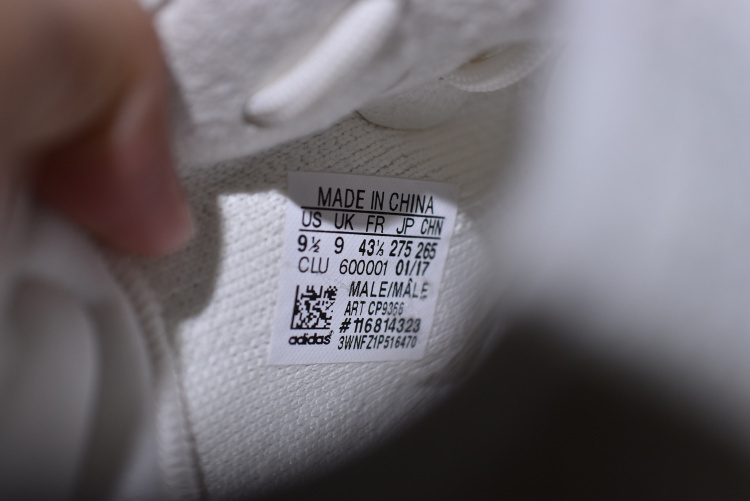 MADE IN CHINA
US UK FR JP CHN
9½ 9 43⅓ 275 265
CLU 600001 01/17
MALE/MÂLE
ART CP9366
#116814323
adidas 3WNFZ1P516470